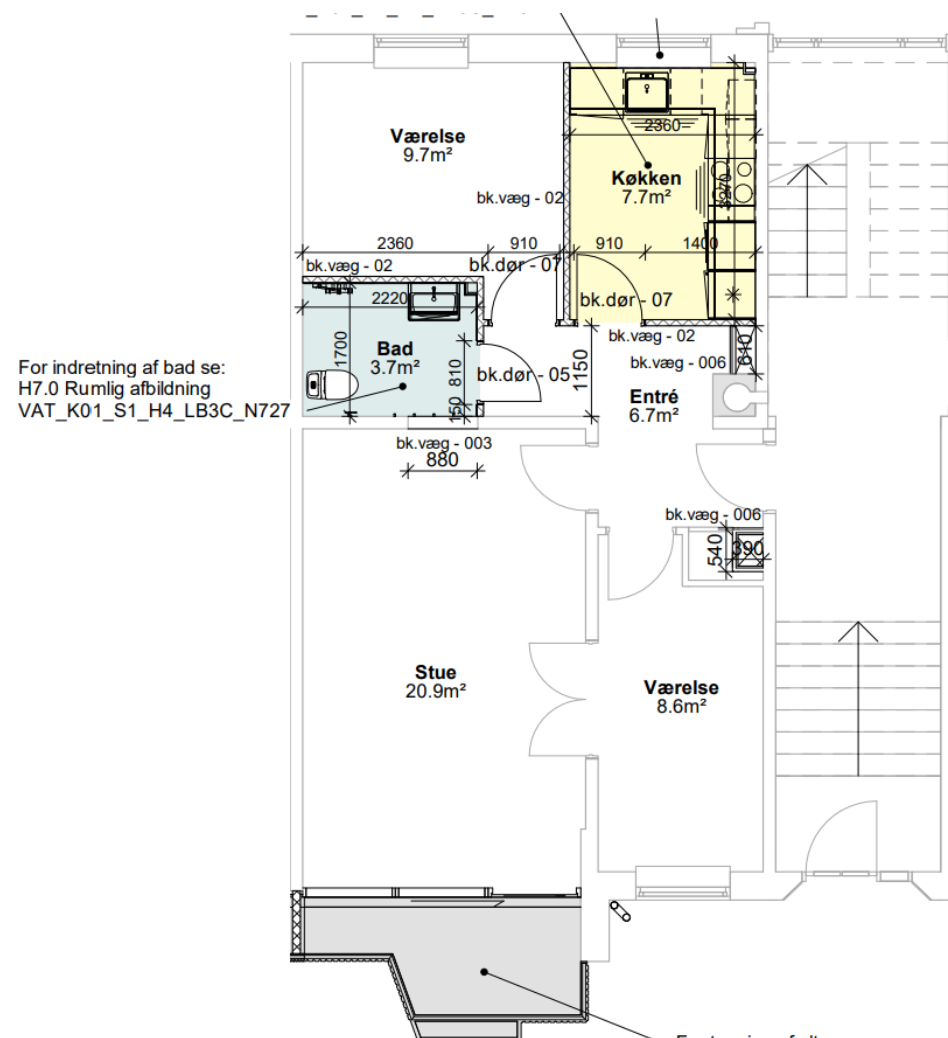 Værelse
9.7m²
2360
Køkken
7.7m²
3270
bk.væg - 02
2360
910
910
1400
bk.væg - 02
bk.dør - 07
2220
bk.dør - 07
1700
Bad
3.7m²
810
150
bk.dør - 05
1150
bk.væg - 02
bk.væg - 006
610
Entré
6.7m²
For indretning af bad se:
H7.0 Rumlig afbildning
VAT_K01_S1_H4_LB3C_N727
bk.væg - 003
880
bk.væg - 006
540
390
Stue
20.9m²
Værelse
8.6m²